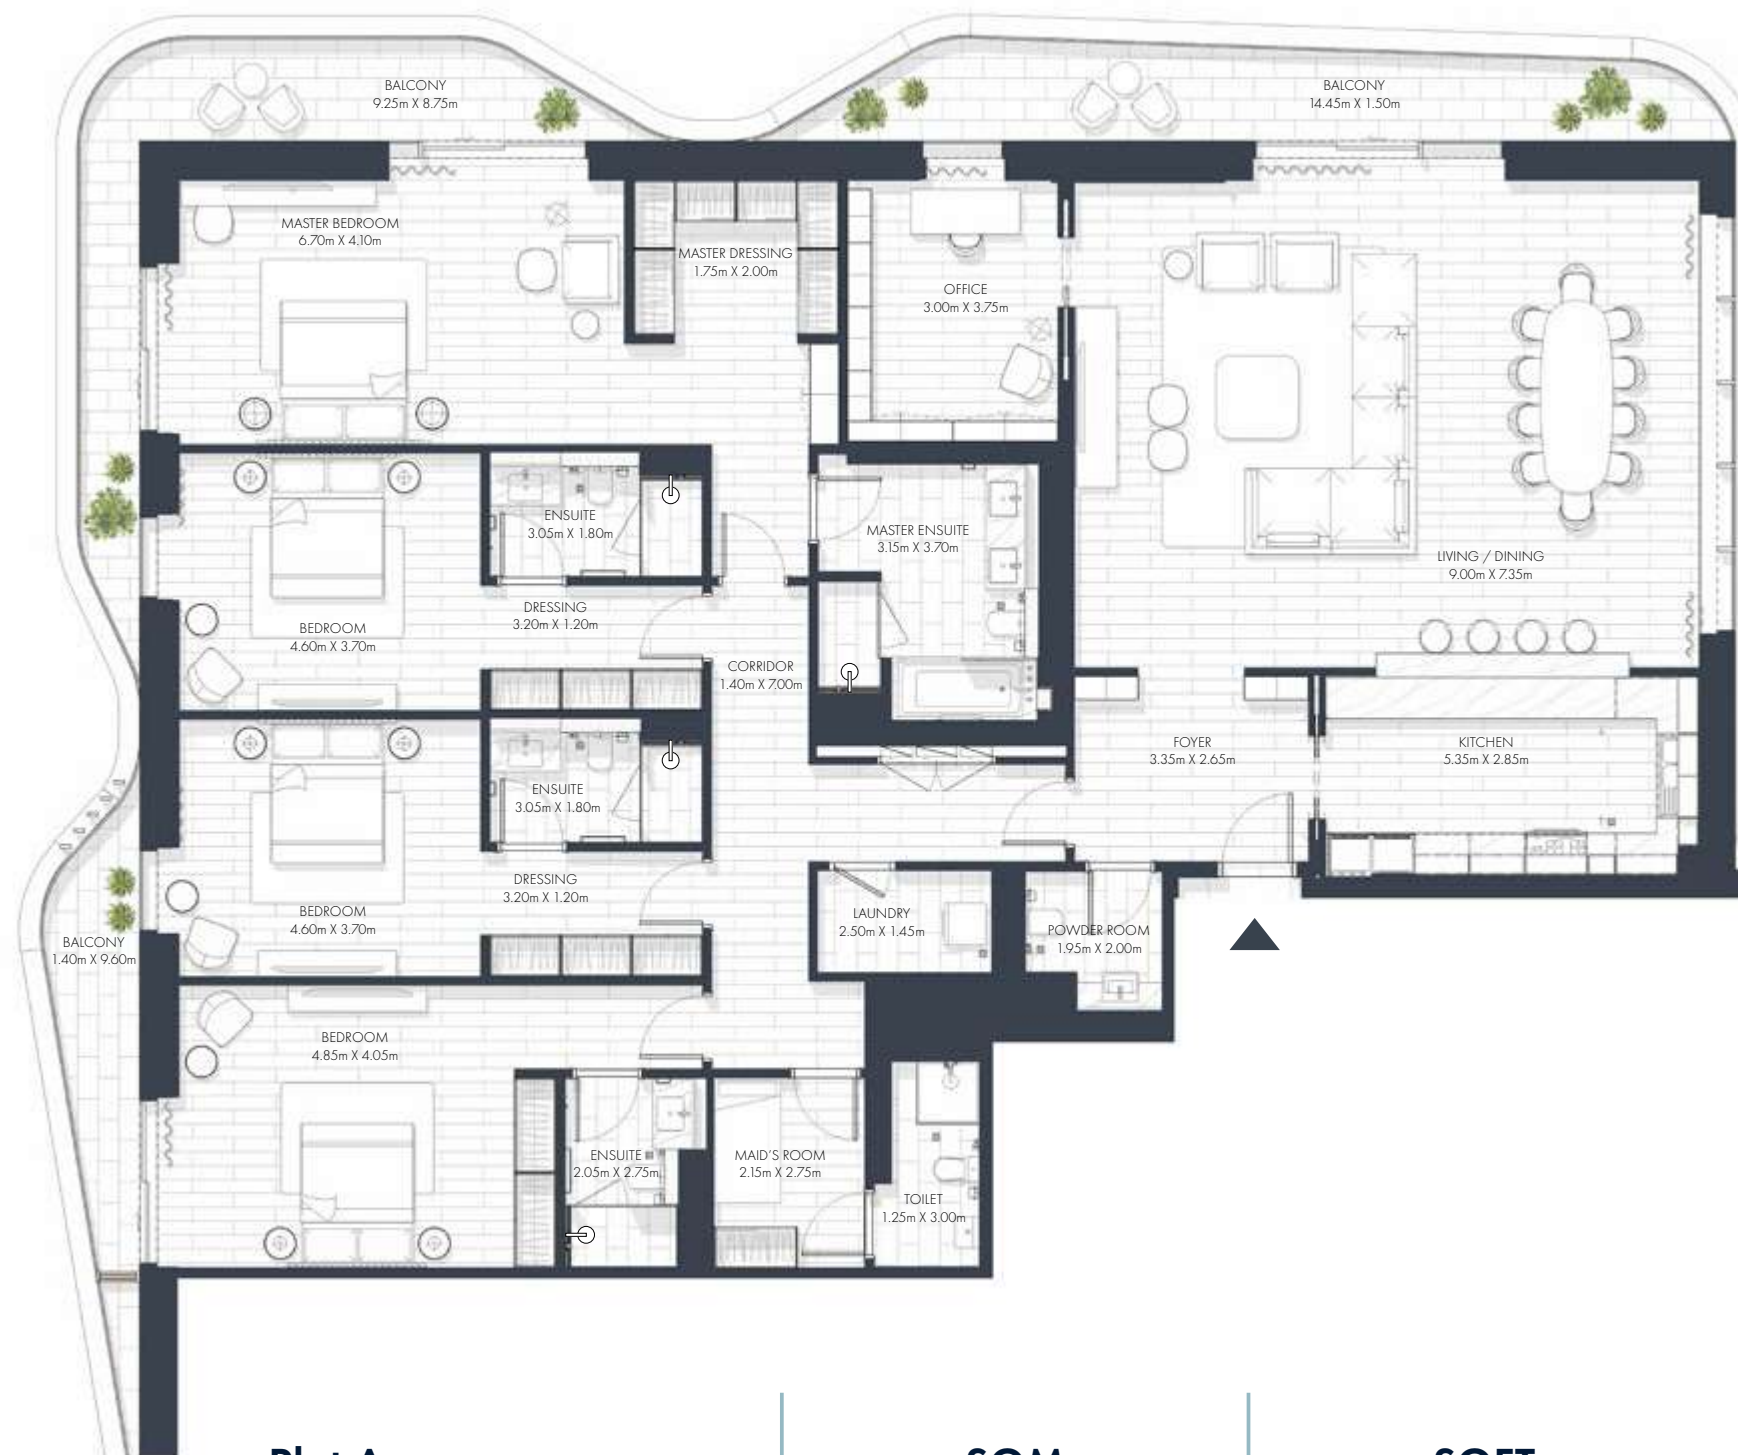 BALCONY
9.25m X 8.75m
BALCONY
14.45m X 1.50m
MASTER BEDROOM
6.70m X 4.10m
MASTER DRESSING
1.75m X 2.00m
OFFICE
3.00m X 3.75m
ENSUITE
3.05m X 1.80m
MASTER ENSUITE
3.15m X 3.70m
LIVING / DINING
9.00m X 7.35m
DRESSING
3.20m X 1.20m
BEDROOM
4.60m X 3.70m
CORRIDOR
1.40m X 7.00m
FOYER
3.35m X 2.65m
KITCHEN
5.35m X 2.85m
ENSUITE
3.05m X 1.80m
DRESSING
3.20m X 1.20m
BEDROOM
4.60m X 3.70m
LAUNDRY
2.50m X 1.45m
POWDER ROOM
1.95m X 2.00m
BALCONY
1.40m X 9.60m
BEDROOM
4.85m X 4.05m
ENSUITE
2.05m X 2.75m
MAID'S ROOM
2.15m X 2.75m
TOILET
1.25m X 3.00m